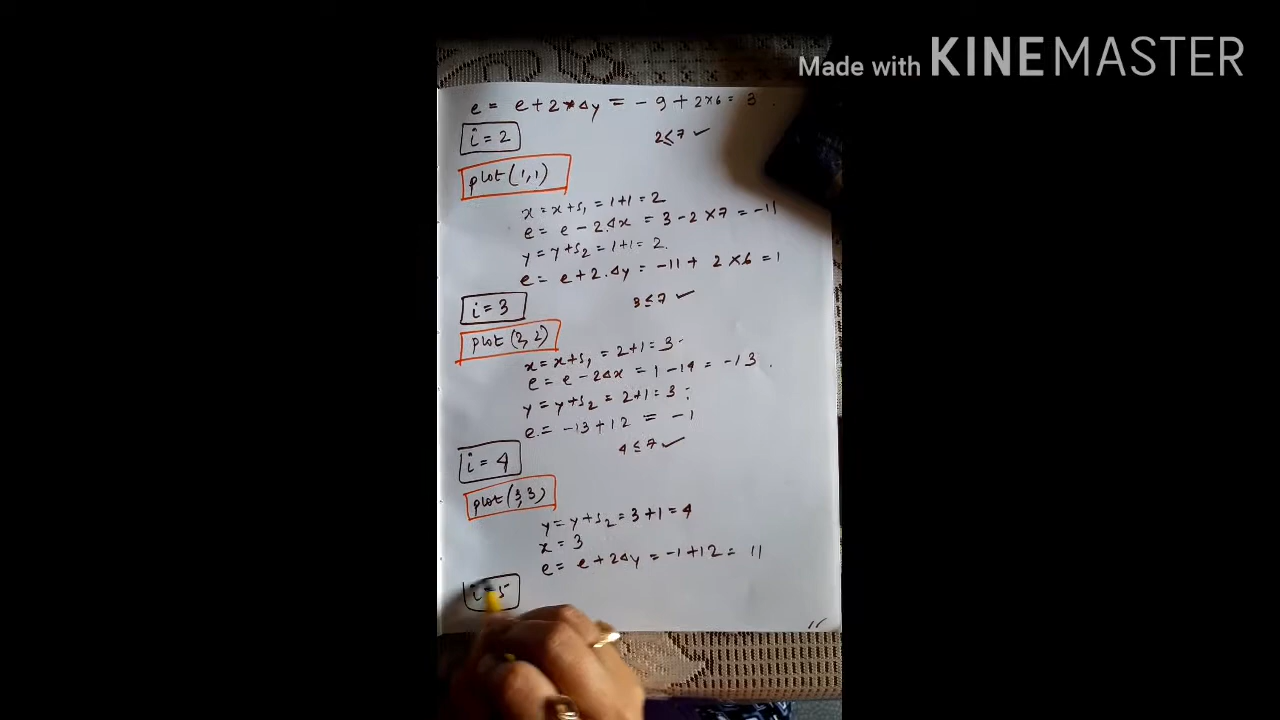 Made with KINEMASTER
e = e+2*Δy = -9+2×6 = 3.
i = 2
2≤7 ✓
plot(1,1)
x = x+s₁ = 1+1 = 2
e = e-2.Δx = 3-2×7 = -11
y = y+s₂ = 1+1 = 2.
e = e+2.Δy = -11+ 2×6 = 1
i = 3
3≤7 ✓
plot(2,2)
x = x+s₁ = 2+1 = 3.
e = e-2Δx = 1-14 = -13.
y = y+s₂ = 2+1 = 3.
e = -13+12 = -1
4≤7 ✓
i = 4
plot(3,3)
y = y+s₂ = 3+1 = 4
x = 3
e = e+2Δy = -1+12 = 11
i=5